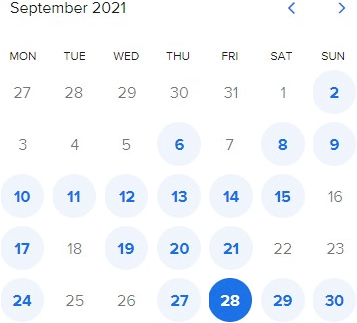 September 2021
MON TUE WED THU FRI SAT SUN
27 28 29 30 31 1 2
3 4 5 6 7 8 9
10 11 12 13 14 15 16
17 18 19 20 21 22 23
24 25 26 27 28 29 30